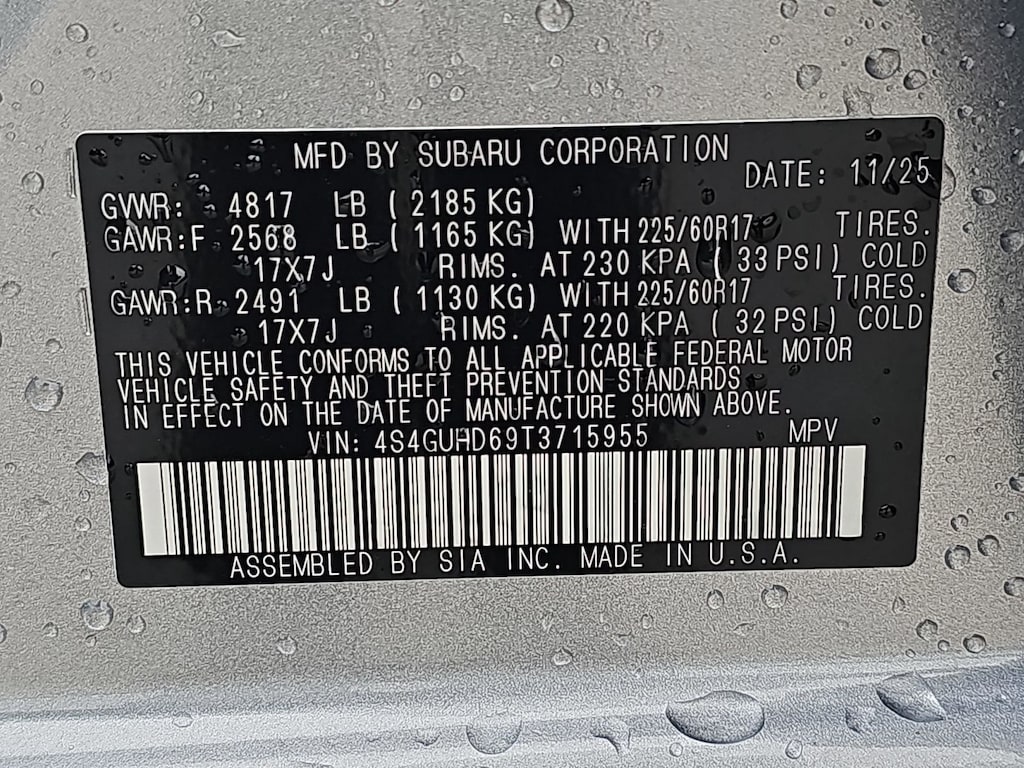 MFD BY SUBARU CORPORATION
DATE: 11/25
GVWR: 4817 LB ( 2185 KG)
GAWR:F 2568 LB ( 1165 KG) WITH 225/60R17 TIRES.
17X7J RIMS. AT 230 KPA ( 33 PSI) COLD
GAWR:R 2491 LB ( 1130 KG) WITH 225/60R17 TIRES.
17X7J RIMS. AT 220 KPA ( 32 PSI) COLD
THIS VEHICLE CONFORMS TO ALL APPLICABLE FEDERAL MOTOR
VEHICLE SAFETY AND THEFT PREVENTION STANDARDS
IN EFFECT ON THE DATE OF MANUFACTURE SHOWN ABOVE.
VIN: 4S4GUHD69T3715955 MPV
ASSEMBLED BY SIA INC. MADE IN U.S.A.